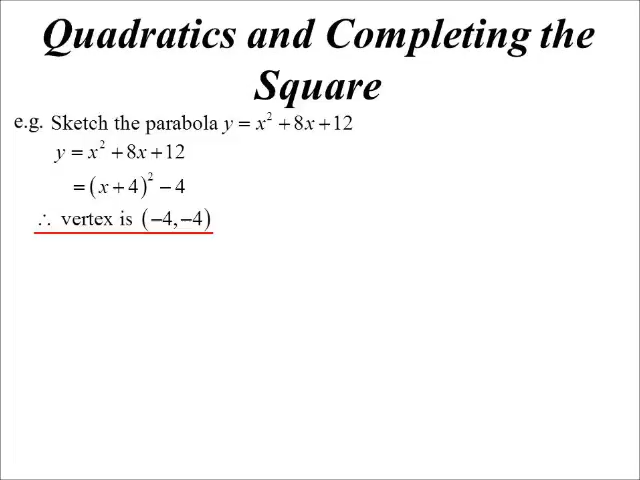 Quadratics and Completing the
Square
e.g. Sketch the parabola y = x² + 8x + 12
y = x² + 8x + 12
= (x + 4)² − 4
∴ vertex is (−4, −4)